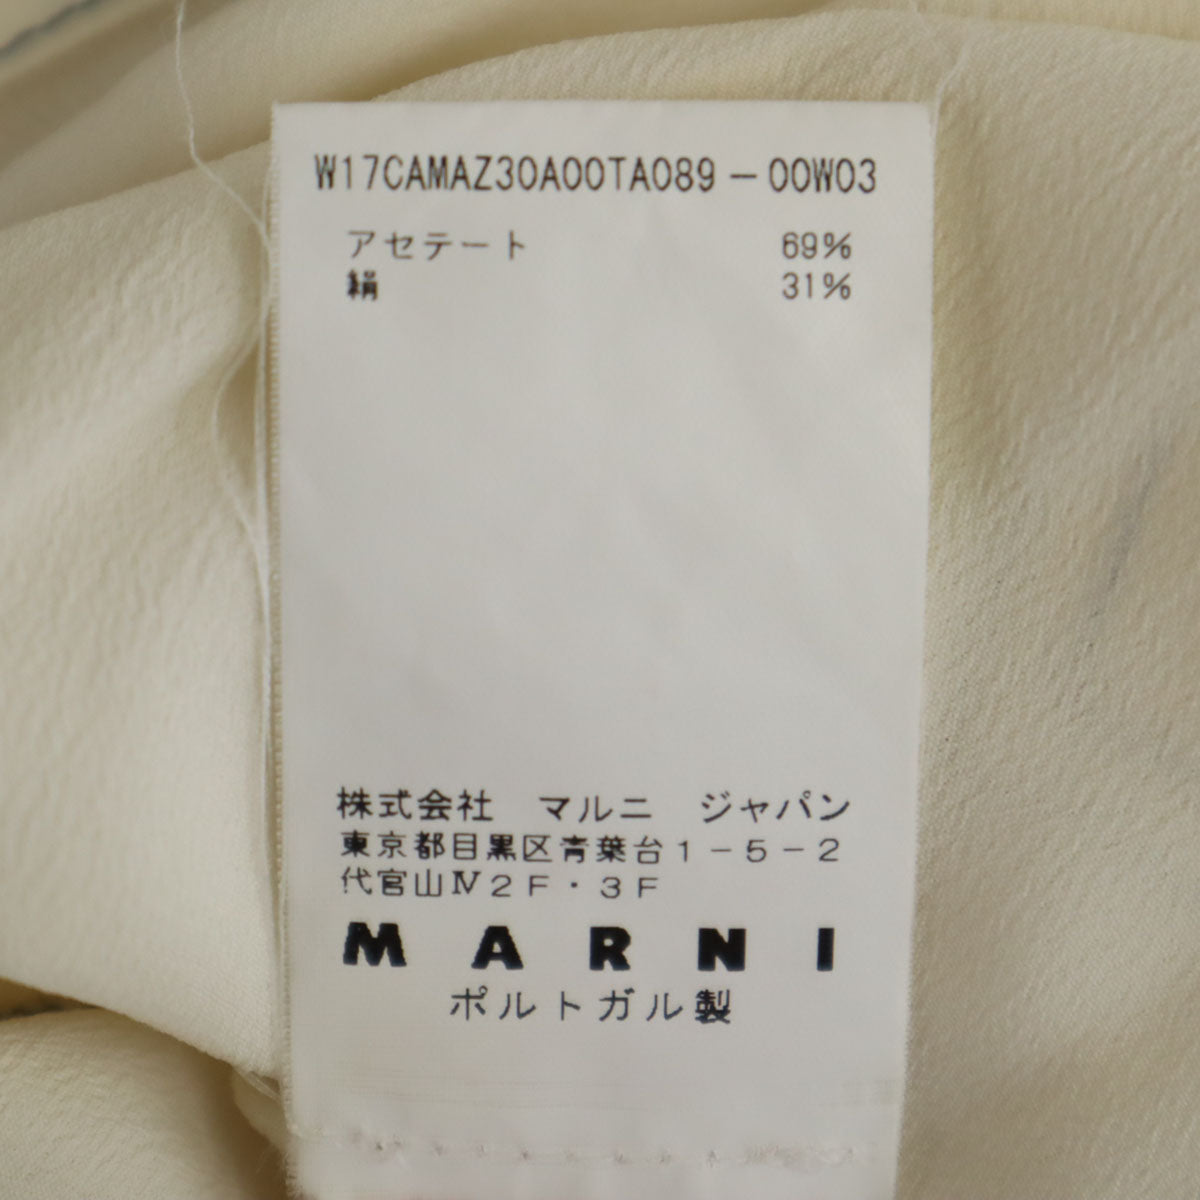 W17CAMAZ30A00TA089－00W03
アセテート 69%
絹 31%
株式会社 マルニ ジャパン
東京都目黒区青葉台１－５－２
代官山Ⅳ２Ｆ・３Ｆ
MARNI
ポルトガル製